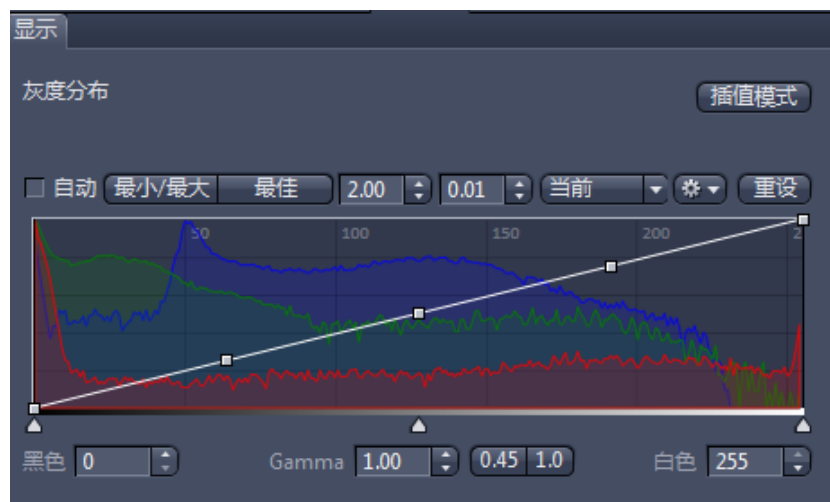 显示
灰度分布
插值模式
自动 最小/最大 最佳 2.00 0.01 当前 重设
50 100 150 200 2
黑色 0 Gamma 1.00 0.45 1.0 白色 255